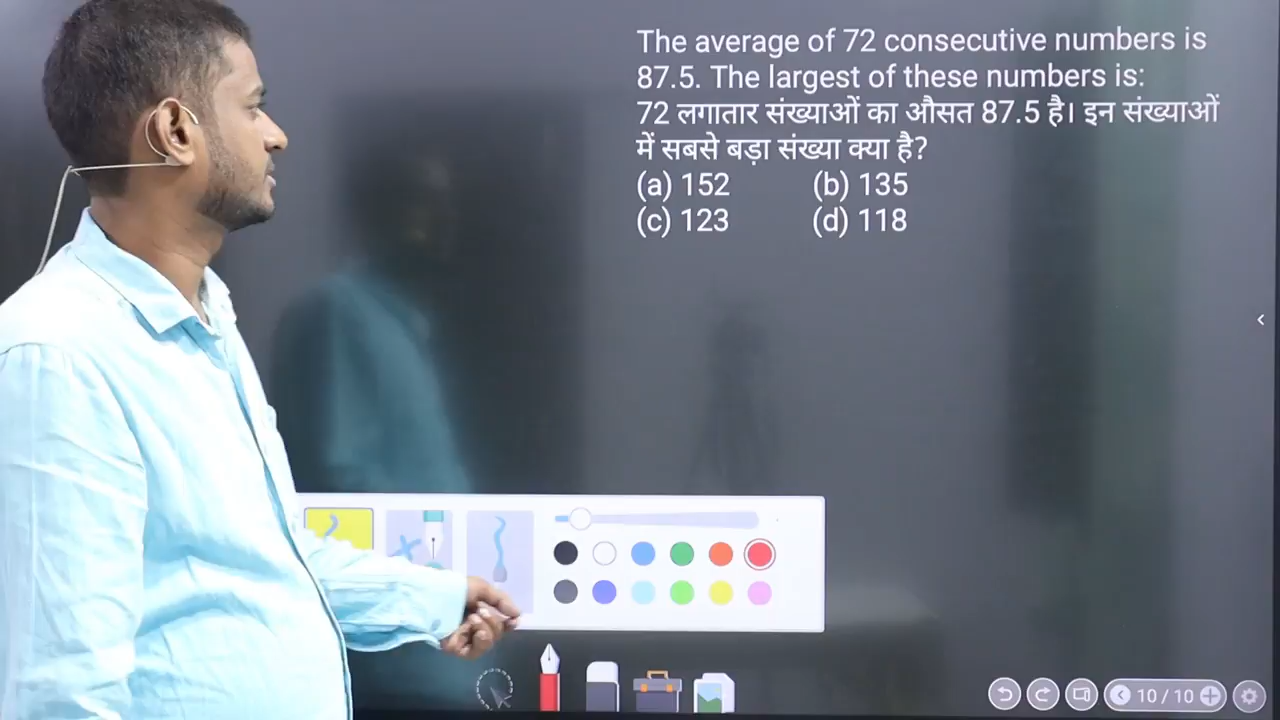 The average of 72 consecutive numbers is
87.5. The largest of these numbers is:
72 लगातार संख्याओं का औसत 87.5 है। इन संख्याओं
में सबसे बड़ा संख्या क्या है?
(a) 152 (b) 135
(c) 123 (d) 118
10 / 10